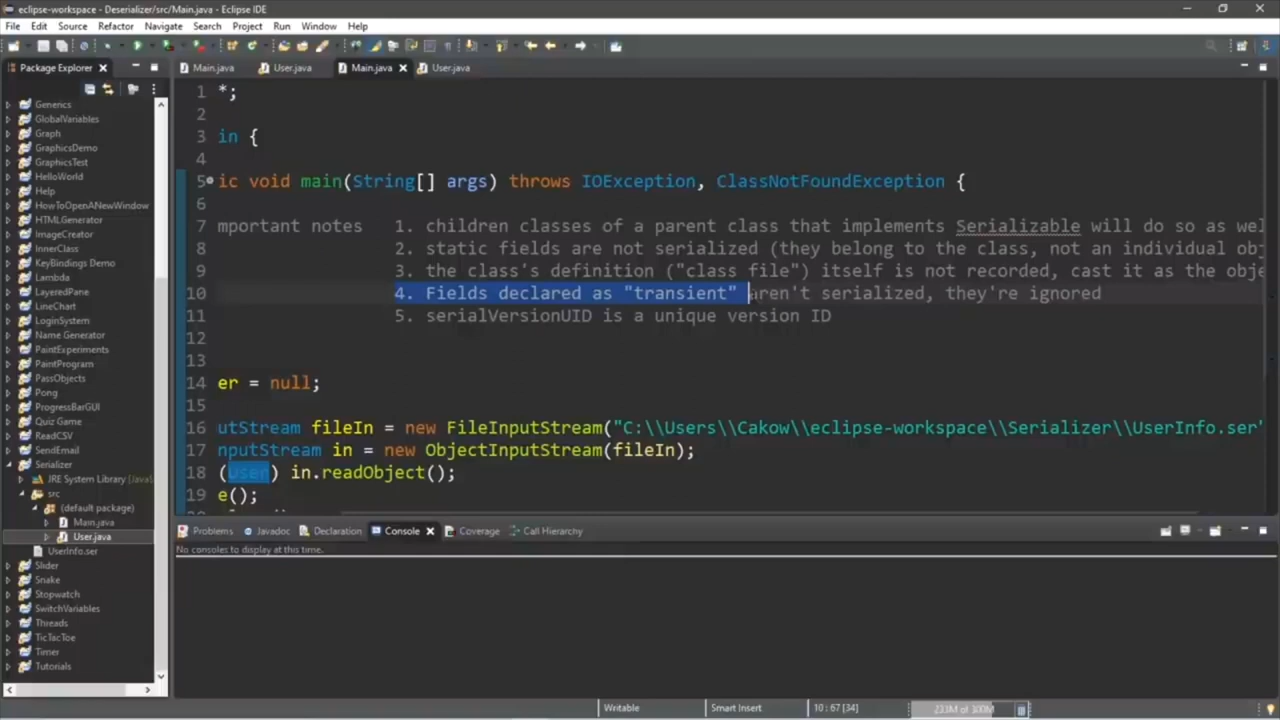 eclipse-workspace - Deserializer/src/Main.java - Eclipse IDE
File Edit Source Refactor Navigate Search Project Run Window Help
Package Explorer
Main.java User.java Main.java User.java
Generics
GlobalVariables
Graph
GraphicsDemo
GraphicsTest
HelloWorld
Help
HowToOpenANewWindow
HTMLGenerator
ImageCreator
InnerClass
KeyBindings Demo
Lambda
LayeredPane
LineChart
LoginSystem
Name Generator
PaintExperiments
PaintProgram
PassObjects
Pong
ProgressBarGUI
Quiz Game
ReadCSV
SendEmail
Serializer
JRE System Library [Java
src
(default package)
Main.java
User.java
UserInfo.ser
Slider
Snake
Stopwatch
SwitchVariables
Threads
TicTacToe
Timer
Tutorials
1 *;
2
3 in {
4
5 ic void main(String[] args) throws IOException, ClassNotFoundException {
6
7 mportant notes 1. children classes of a parent class that implements Serializable will do so as wel
8 2. static fields are not serialized (they belong to the class, not an individual obj
9 3. the class's definition ("class file") itself is not recorded, cast it as the obje
10 4. Fields declared as "transient" aren't serialized, they're ignored
11 5. serialVersionUID is a unique version ID
12
13
14 er = null;
15
16 utStream fileIn = new FileInputStream("C:\\Users\\Cakow\\eclipse-workspace\\Serializer\\UserInfo.ser"
17 nputStream in = new ObjectInputStream(fileIn);
18 (User) in.readObject();
19 e();
Problems Javadoc Declaration Console Coverage Call Hierarchy
No consoles to display at this time.
Writable Smart Insert 10 : 67 [34]